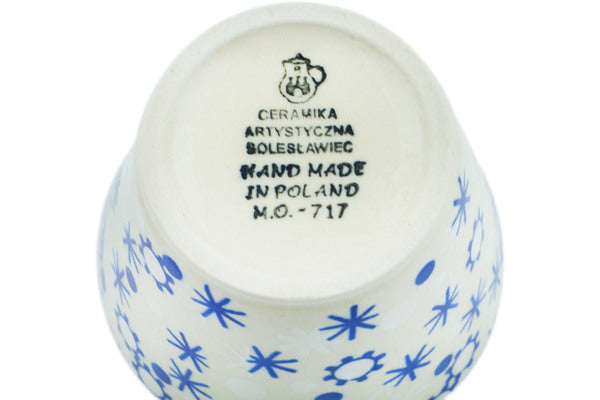 CERAMIKA
ARTYSTYCZNA
BOLESŁAWIEC
HAND MADE
IN POLAND
M.O.-717